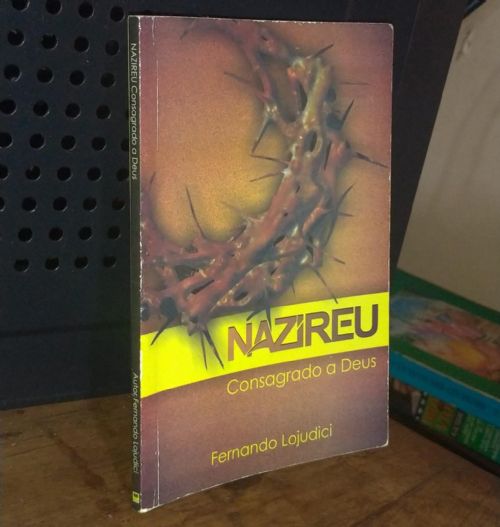 NAZIREU Consagrado a Deus
Autor Fernando Lojudici
NAZIREU
Consagrado a Deus
Fernando Lojudici